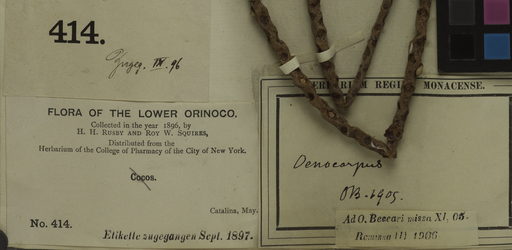 414.
Zugeg. IX. 96
FLORA OF THE LOWER ORINOCO.
Collected in the year 1896, by
H. H. RUSBY AND ROY W. SQUIRES,
Distributed from the
Herbarium of the College of Pharmacy of the City of New York.
Cocos.
Catalina, May.
No. 414.
Etikette zugegangen Sept. 1897.
HERBARIUM REGIUM MONACENSE.
Oenocarpus
OB. 1905.
Ad O. Beccari missa XI, 05.
Remissa III 1906